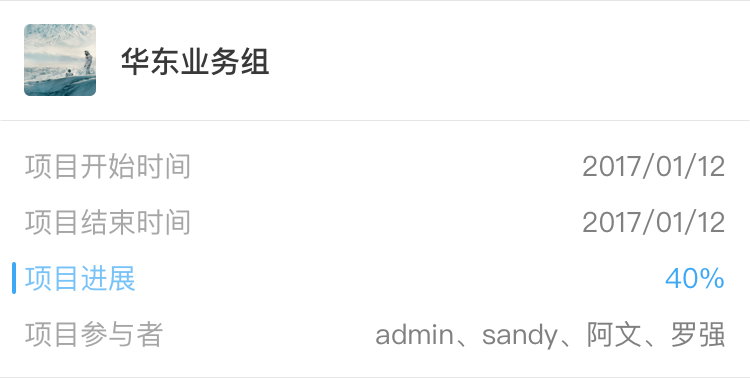 华东业务组
项目开始时间 2017/01/12
项目结束时间 2017/01/12
项目进展 40%
项目参与者 admin、sandy、阿文、罗强